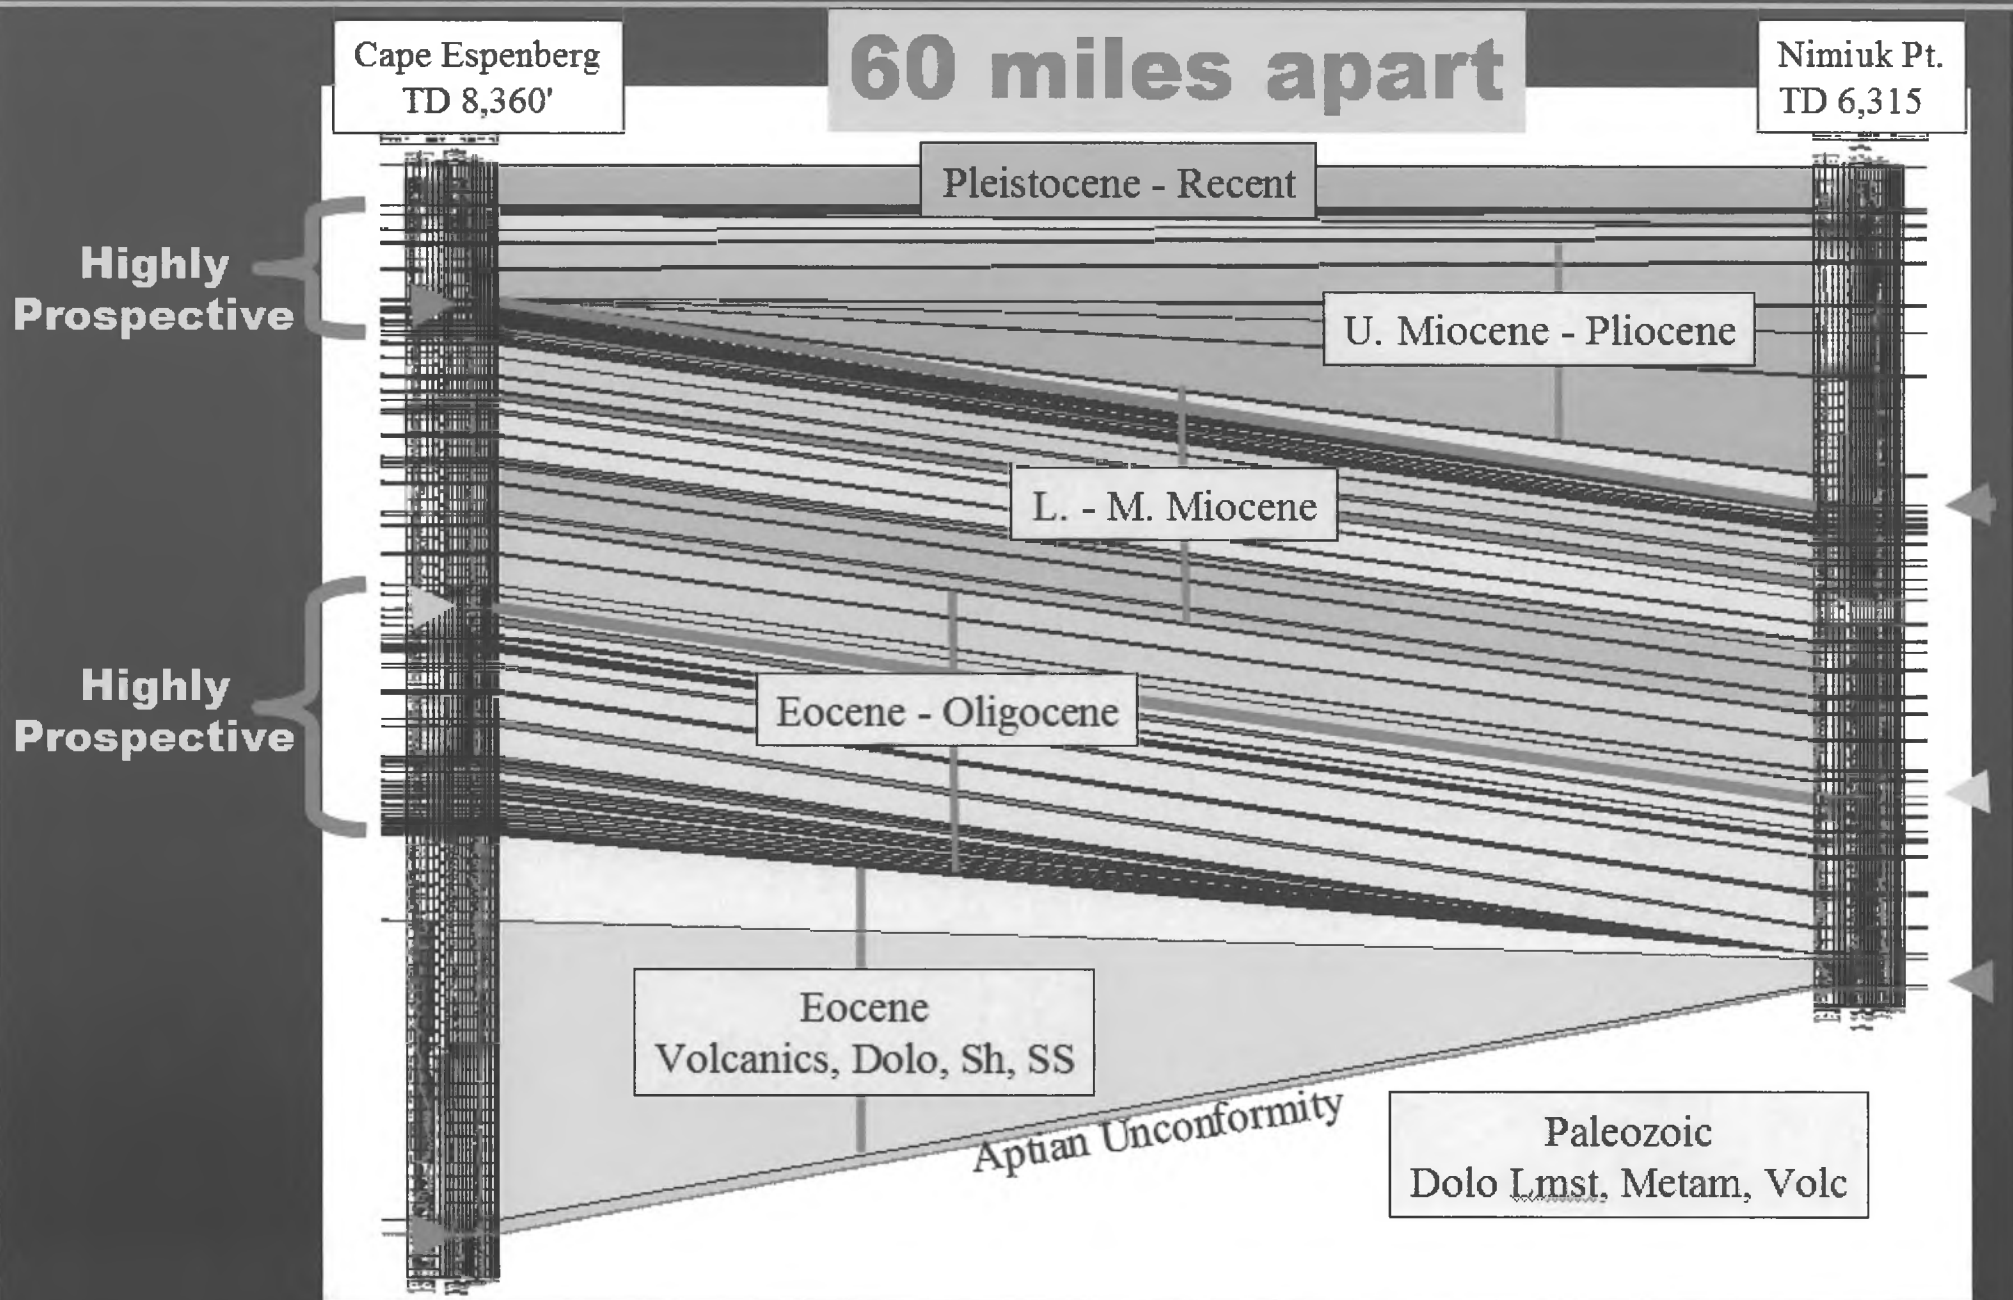 Cape Espenberg
TD 8,360'
60 miles apart
Nimiuk Pt.
TD 6,315
Pleistocene - Recent
Highly
Prospective
U. Miocene - Pliocene
L. - M. Miocene
Highly
Prospective
Eocene - Oligocene
Eocene
Volcanics, Dolo, Sh, SS
Aptian Unconformity
Paleozoic
Dolo Lmst, Metam, Volc